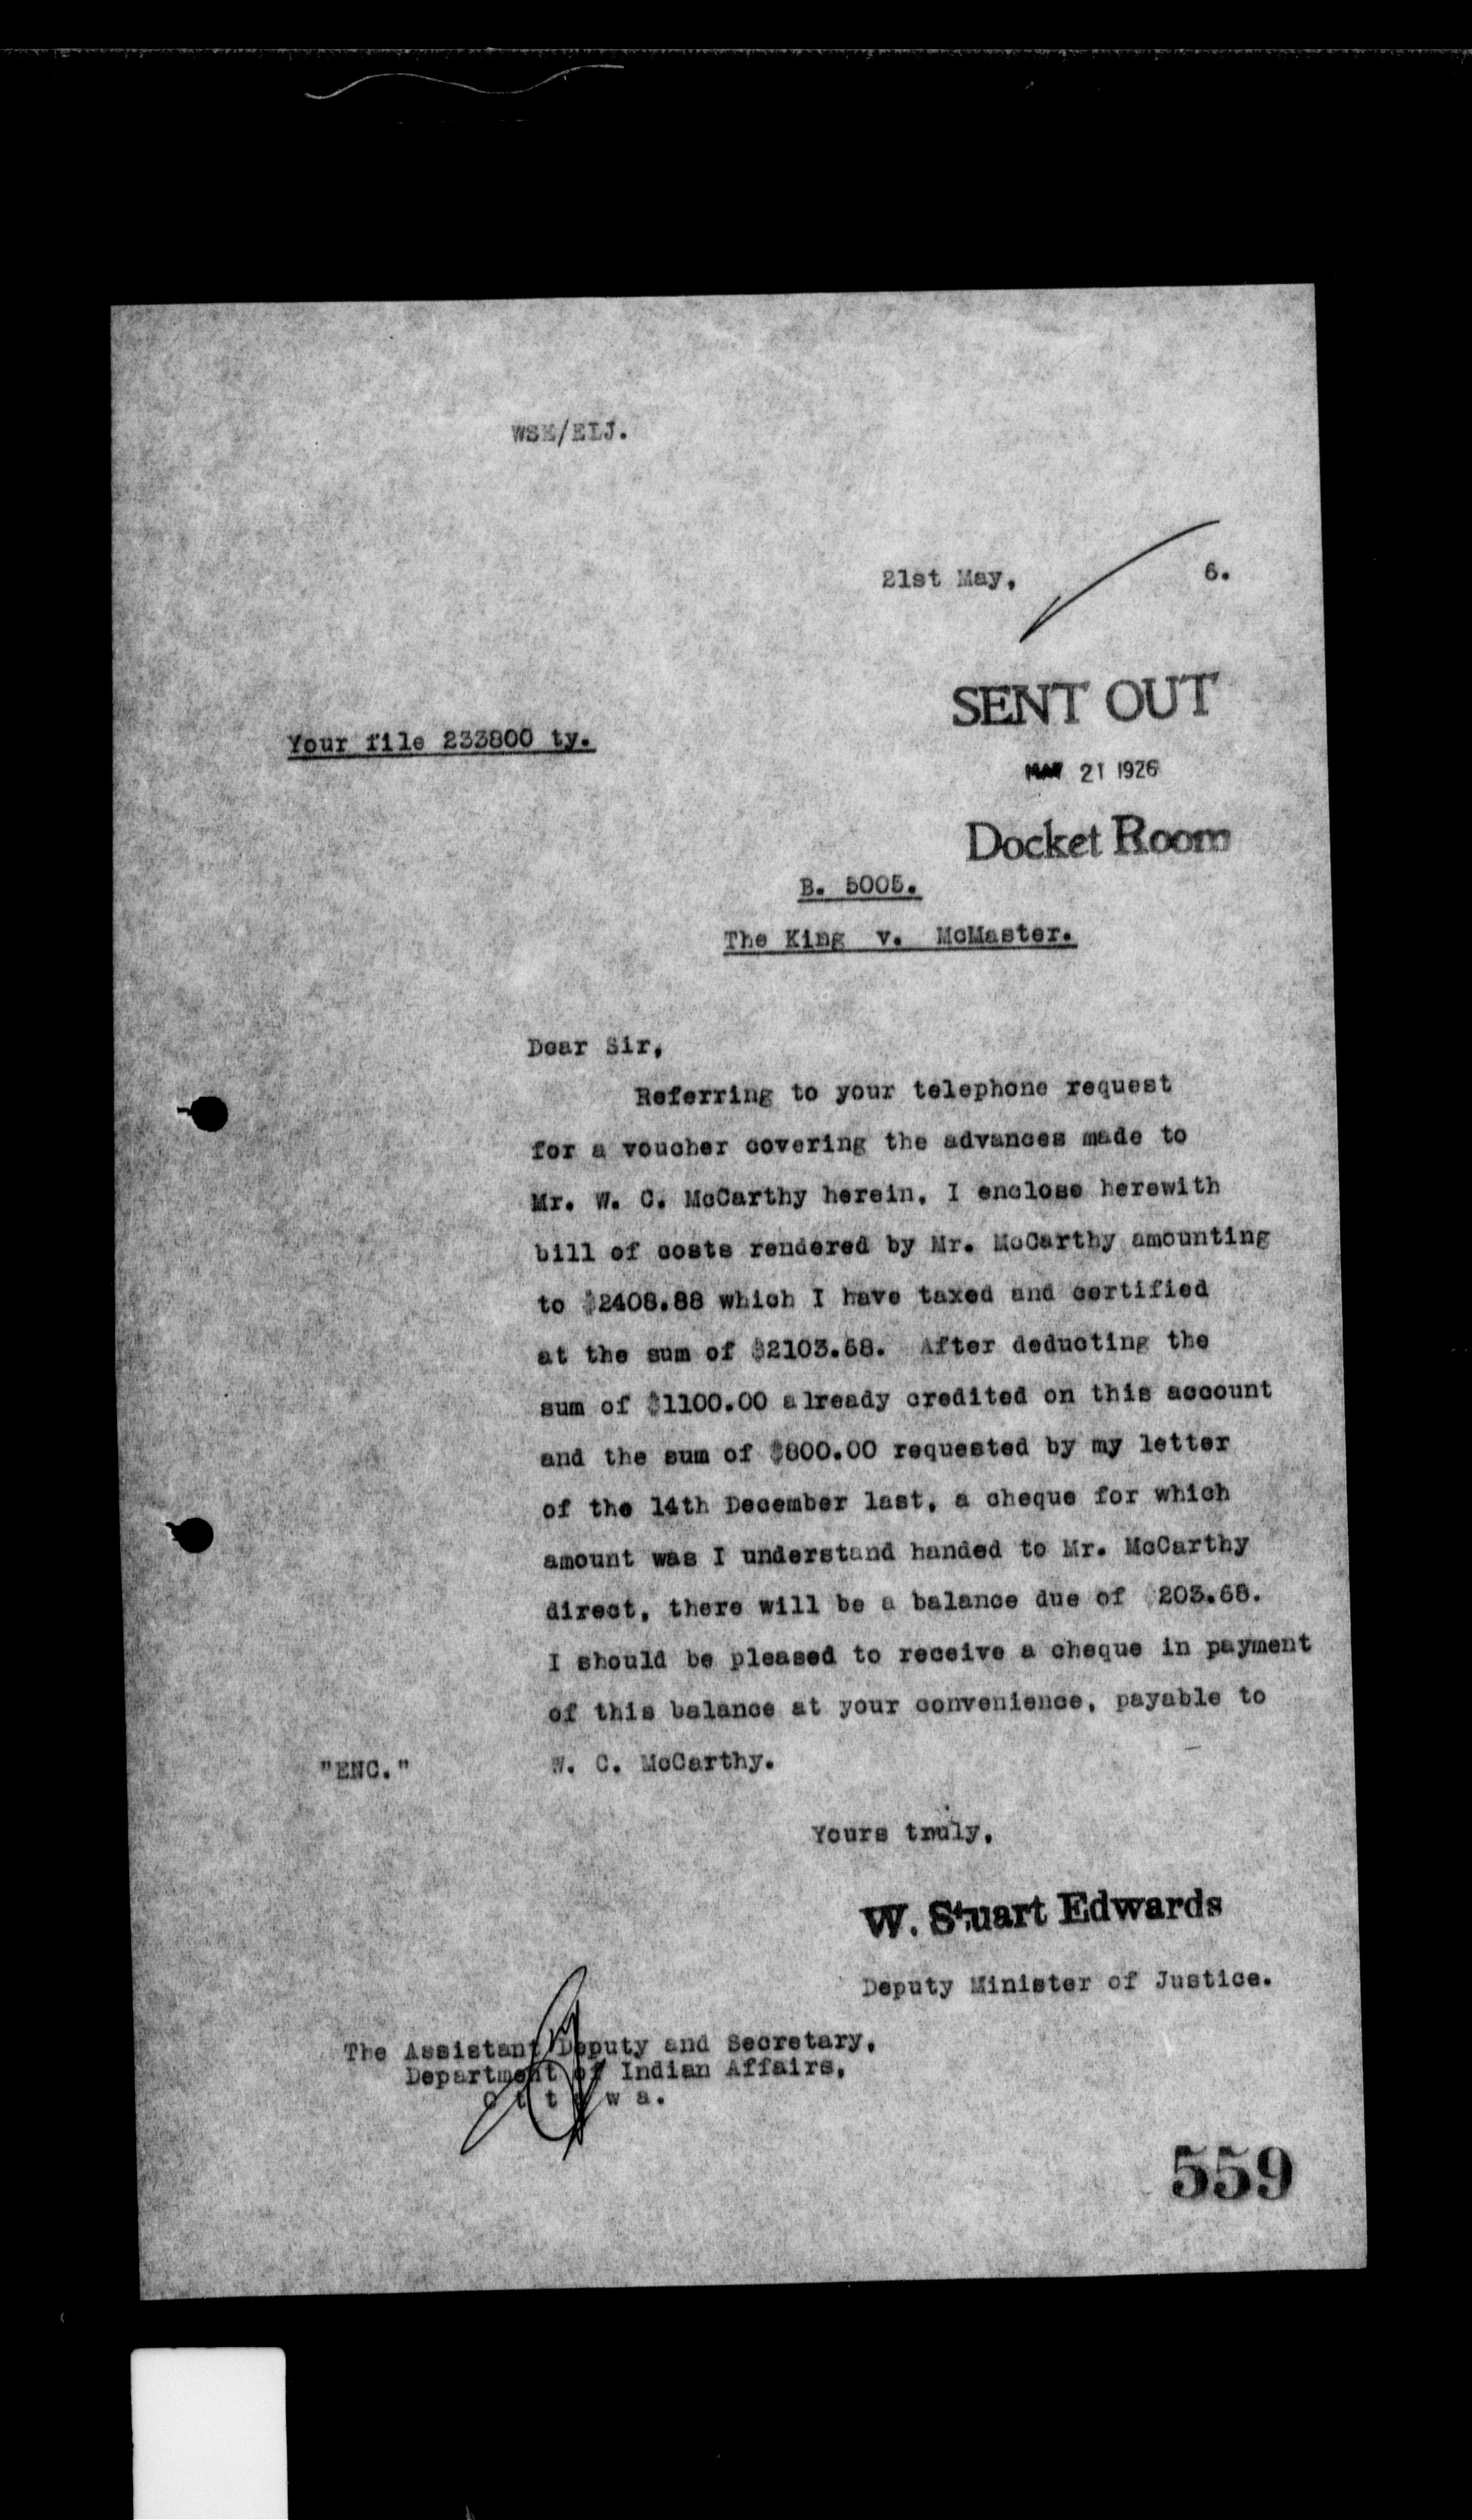 WSE/ELJ.
21st May, 6.
SENT OUT
Your file 233800 ty.
MAY 21 1926
Docket Room
B. 5005.
The King v. McMaster.
Dear Sir,
Referring to your telephone request
for a voucher covering the advances made to
Mr. W. C. McCarthy herein, I enclose herewith
bill of costs rendered by Mr. McCarthy amounting
to $2408.88 which I have taxed and certified
at the sum of $2103.68. After deducting the
sum of $1100.00 already credited on this account
and the sum of $800.00 requested by my letter
of the 14th December last, a cheque for which
amount was I understand handed to Mr. McCarthy
direct, there will be a balance due of $203.68.
I should be pleased to receive a cheque in payment
of this balance at your convenience, payable to
"ENC." W. C. McCarthy.
Yours truly,
W. Stuart Edwards
Deputy Minister of Justice.
The Assistant Deputy and Secretary,
Department of Indian Affairs,
O t t a w a.
559